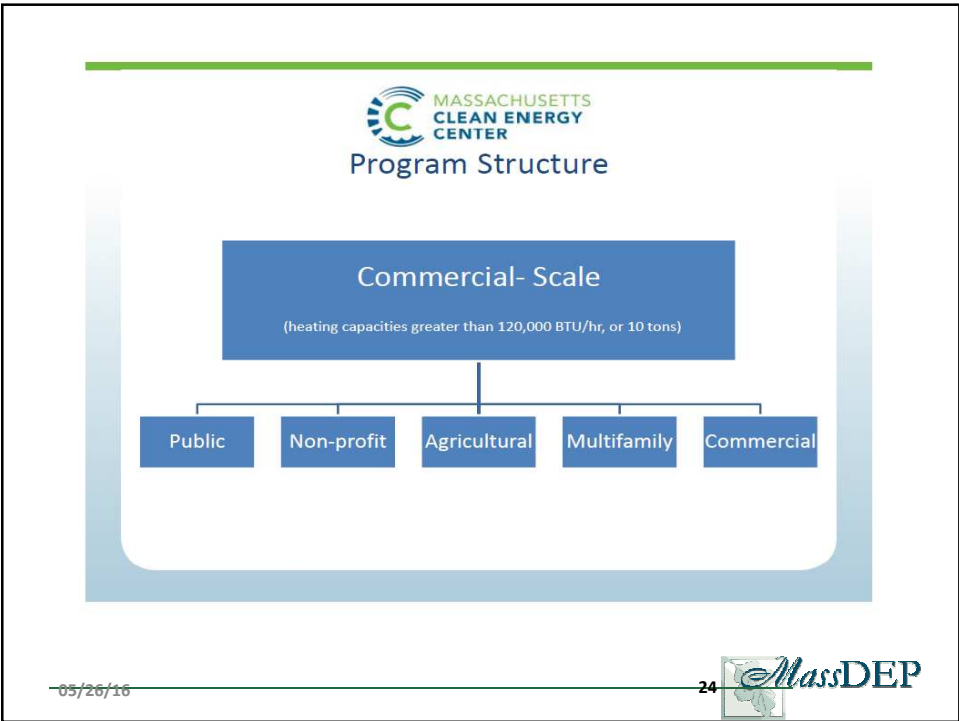 MASSACHUSETTS
CLEAN ENERGY
CENTER
Program Structure
Commercial- Scale
(heating capacities greater than 120,000 BTU/hr, or 10 tons)
Public
Non-profit
Agricultural
Multifamily
Commercial
05/26/16
24
MassDEP